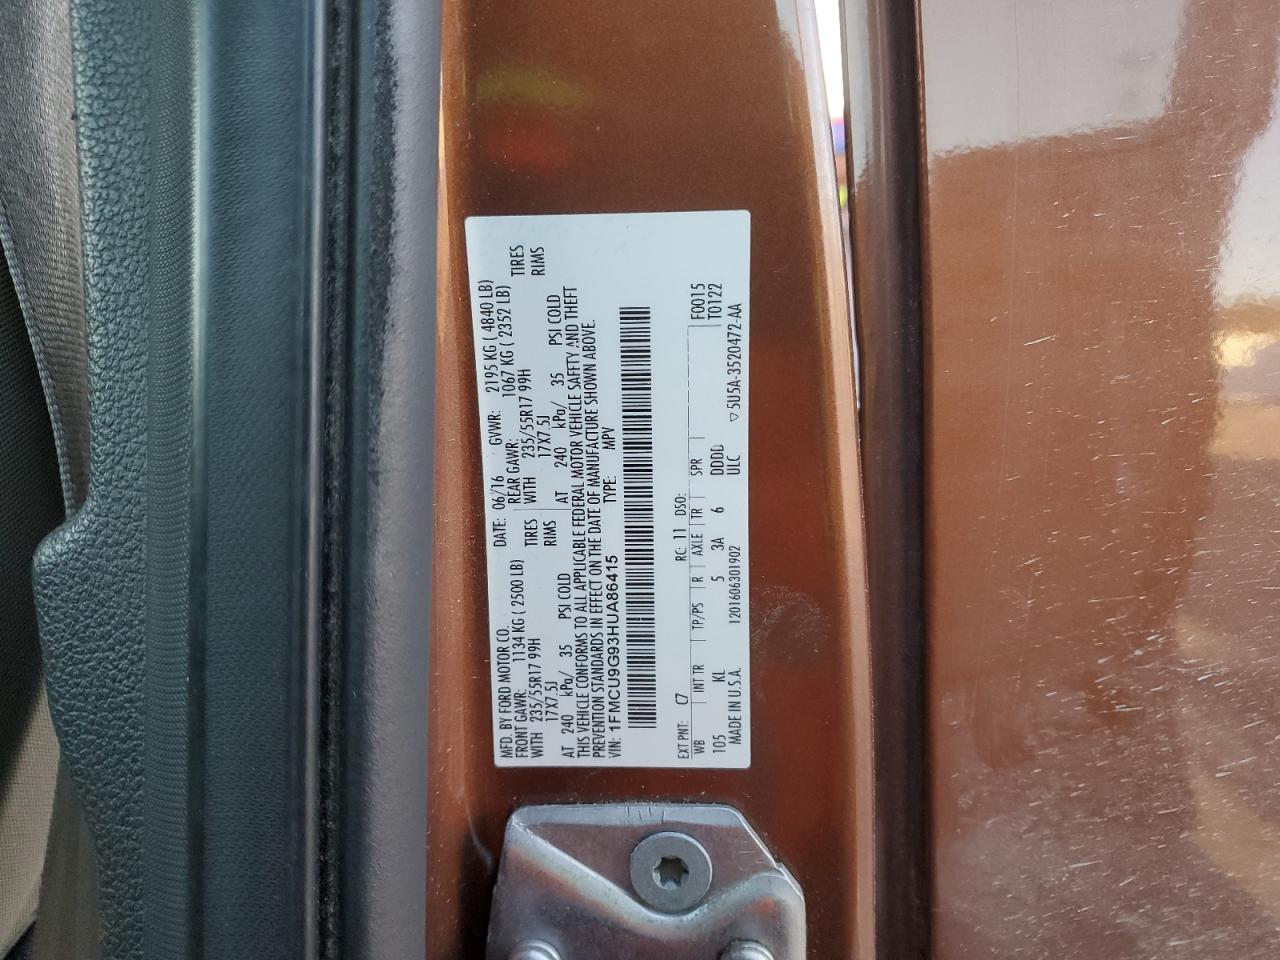 MFD. BY FORD MOTOR CO.
DATE: 06/16 GVWR: 2195 KG ( 4840 LB)
FRONT GAWR: 1134 KG ( 2500 LB) REAR GAWR: 1067 KG ( 2352 LB)
WITH 235/55R17 99H TIRES WITH 235/55R17 99H TIRES
17X7.5J RIMS 17X7.5J RIMS
AT 240 kPa/ 35 PSI COLD AT 240 kPa/ 35 PSI COLD
THIS VEHICLE CONFORMS TO ALL APPLICABLE FEDERAL MOTOR VEHICLE SAFETY AND THEFT
PREVENTION STANDARDS IN EFFECT ON THE DATE OF MANUFACTURE SHOWN ABOVE.
VIN: 1FMCU9G93HUA86415 TYPE: MPV
EXT PNT: C7 RC: 11 DSO:
WB INT TR TP/PS R AXLE TR SPR F0015
105 KL 5 3A 6 DDDD T0122
MADE IN U.S.A. 1201606301902 ULC ▽5U5A-3520472-AA